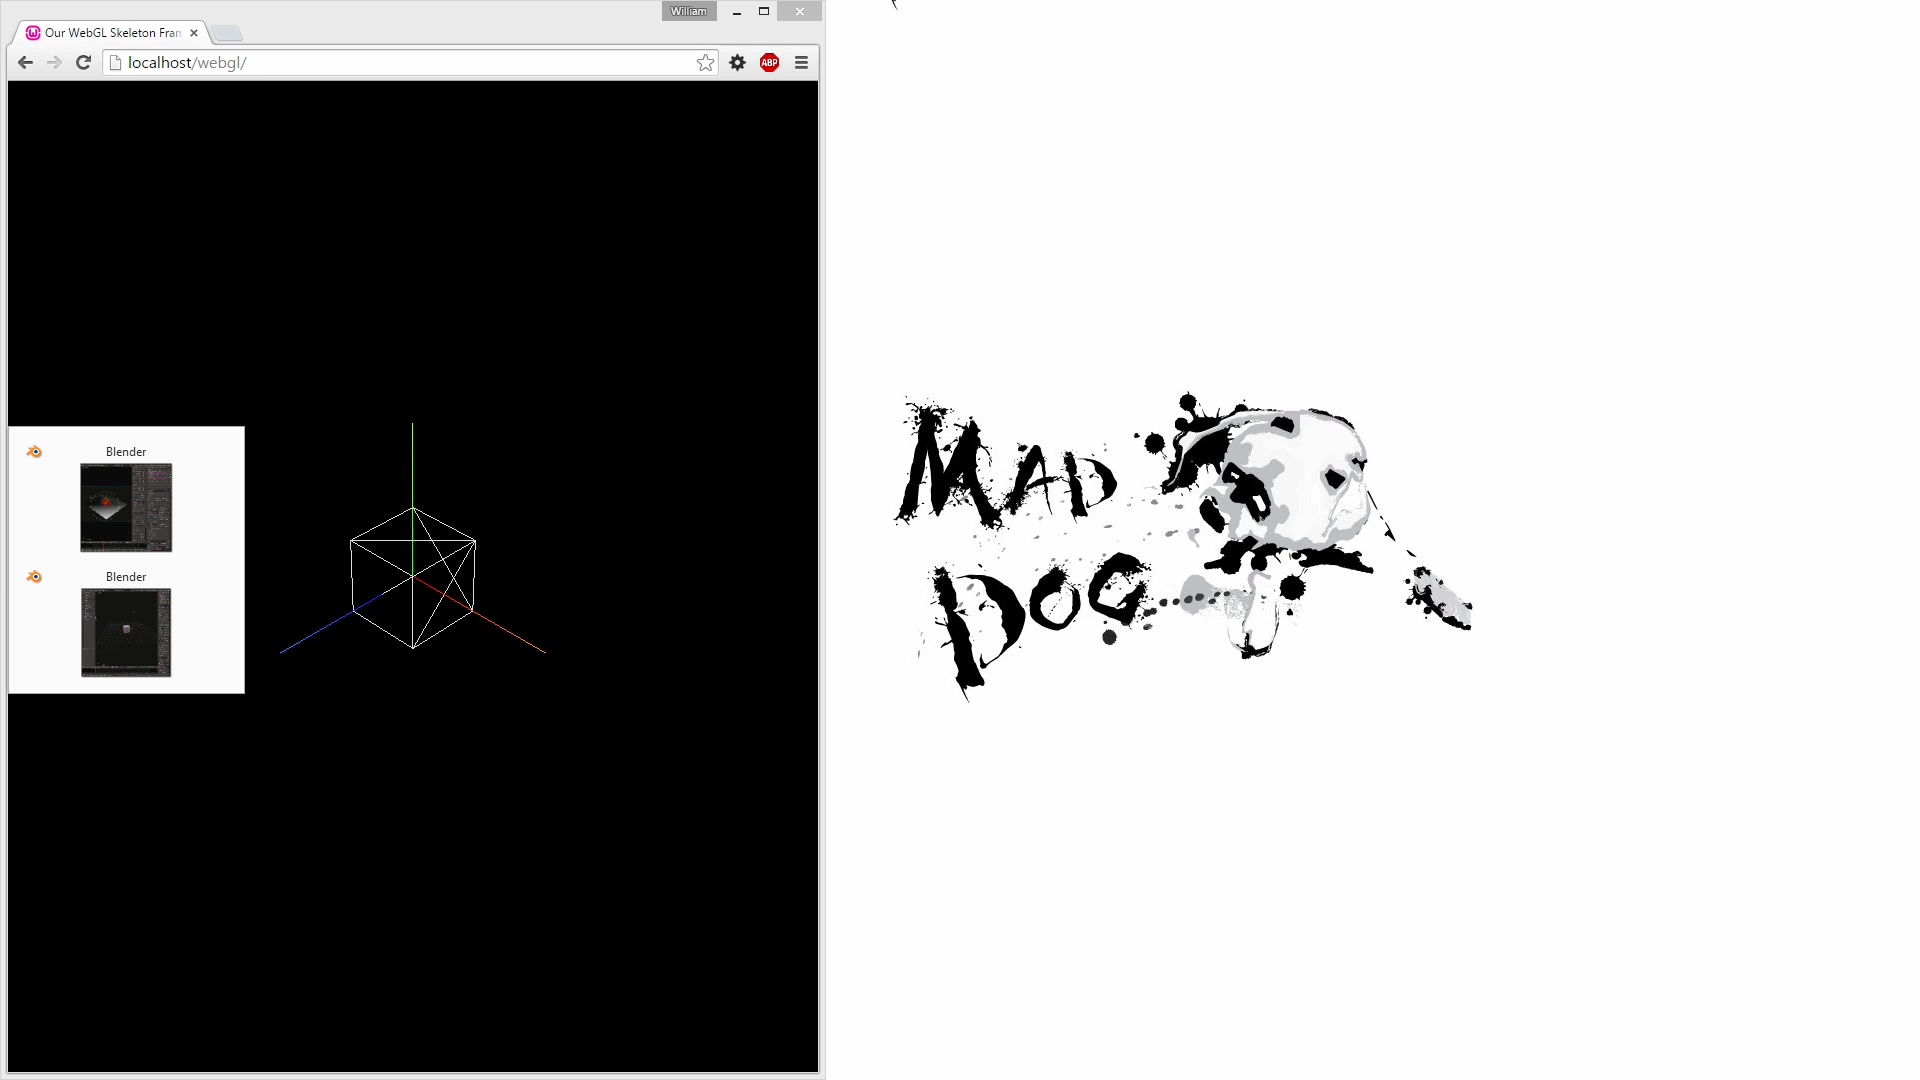 William
Our WebGL Skeleton Fran
localhost/webgl/
ABP
Blender
Blender
MAD
DOG